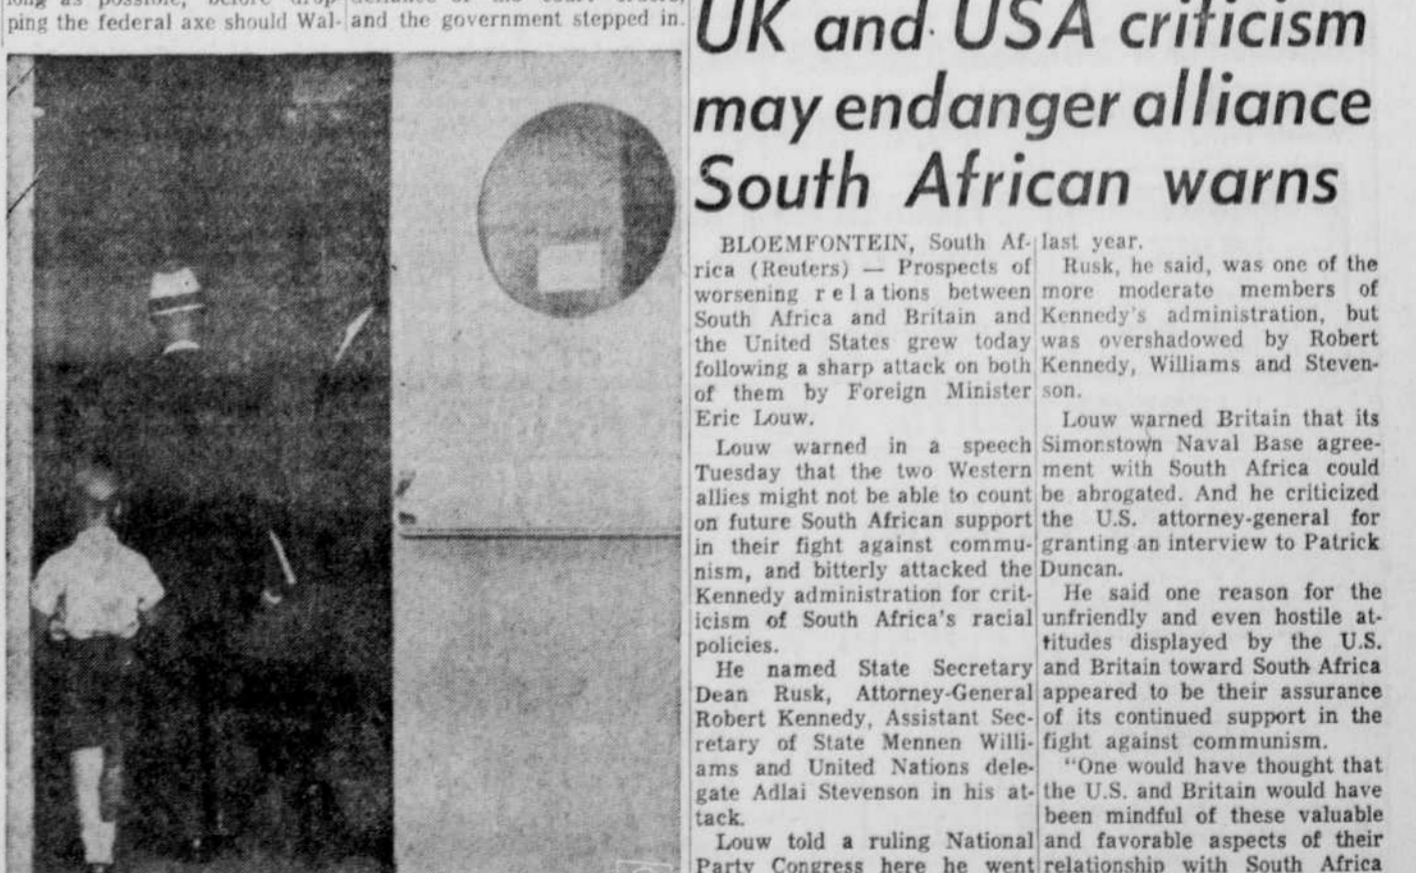 long as possible, before drop-
ping the federal axe should Wal-
and the government stepped in.
UK and USA criticism
may endanger alliance
South African warns
BLOEMFONTEIN, South Af-
rica (Reuters) — Prospects of
worsening relations between
South Africa and Britain and
the United States grew today
following a sharp attack on both
of them by Foreign Minister
Eric Louw.
Louw warned in a speech
Tuesday that the two Western
allies might not be able to count
on future South African support
in their fight against commu-
nism, and bitterly attacked the
Kennedy administration for crit-
icism of South Africa's racial
policies.
He named State Secretary
Dean Rusk, Attorney-General
Robert Kennedy, Assistant Sec-
retary of State Mennen Willi-
ams and United Nations dele-
gate Adlai Stevenson in his at-
tack.
Louw told a ruling National
Party Congress here he went
last year.
Rusk, he said, was one of the
more moderate members of
Kennedy's administration, but
was overshadowed by Robert
Kennedy, Williams and Steven-
son.
Louw warned Britain that its
Simonstown Naval Base agree-
ment with South Africa could
be abrogated. And he criticized
the U.S. attorney-general for
granting an interview to Patrick
Duncan.
He said one reason for the
unfriendly and even hostile at-
titudes displayed by the U.S.
and Britain toward South Africa
appeared to be their assurance
of its continued support in the
fight against communism.
"One would have thought that
the U.S. and Britain would have
been mindful of these valuable
and favorable aspects of their
relationship with South Africa